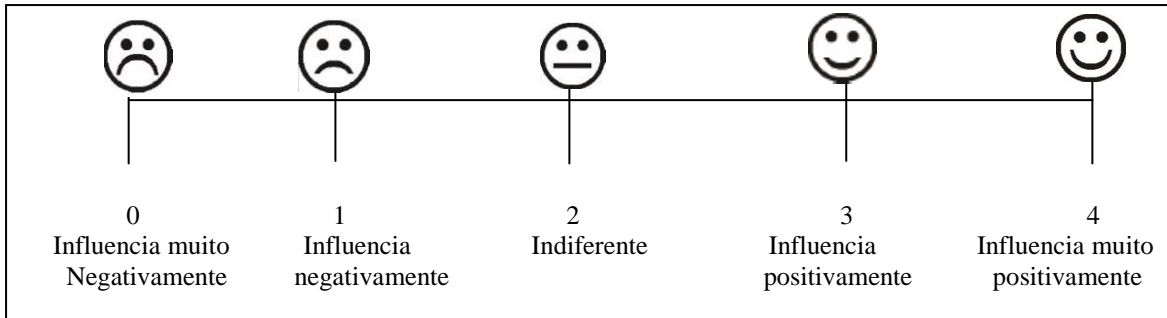 0 1 2 3 4
Influencia muito Influencia Indiferente Influencia Influencia muito
Negativamente negativamente positivamente positivamente